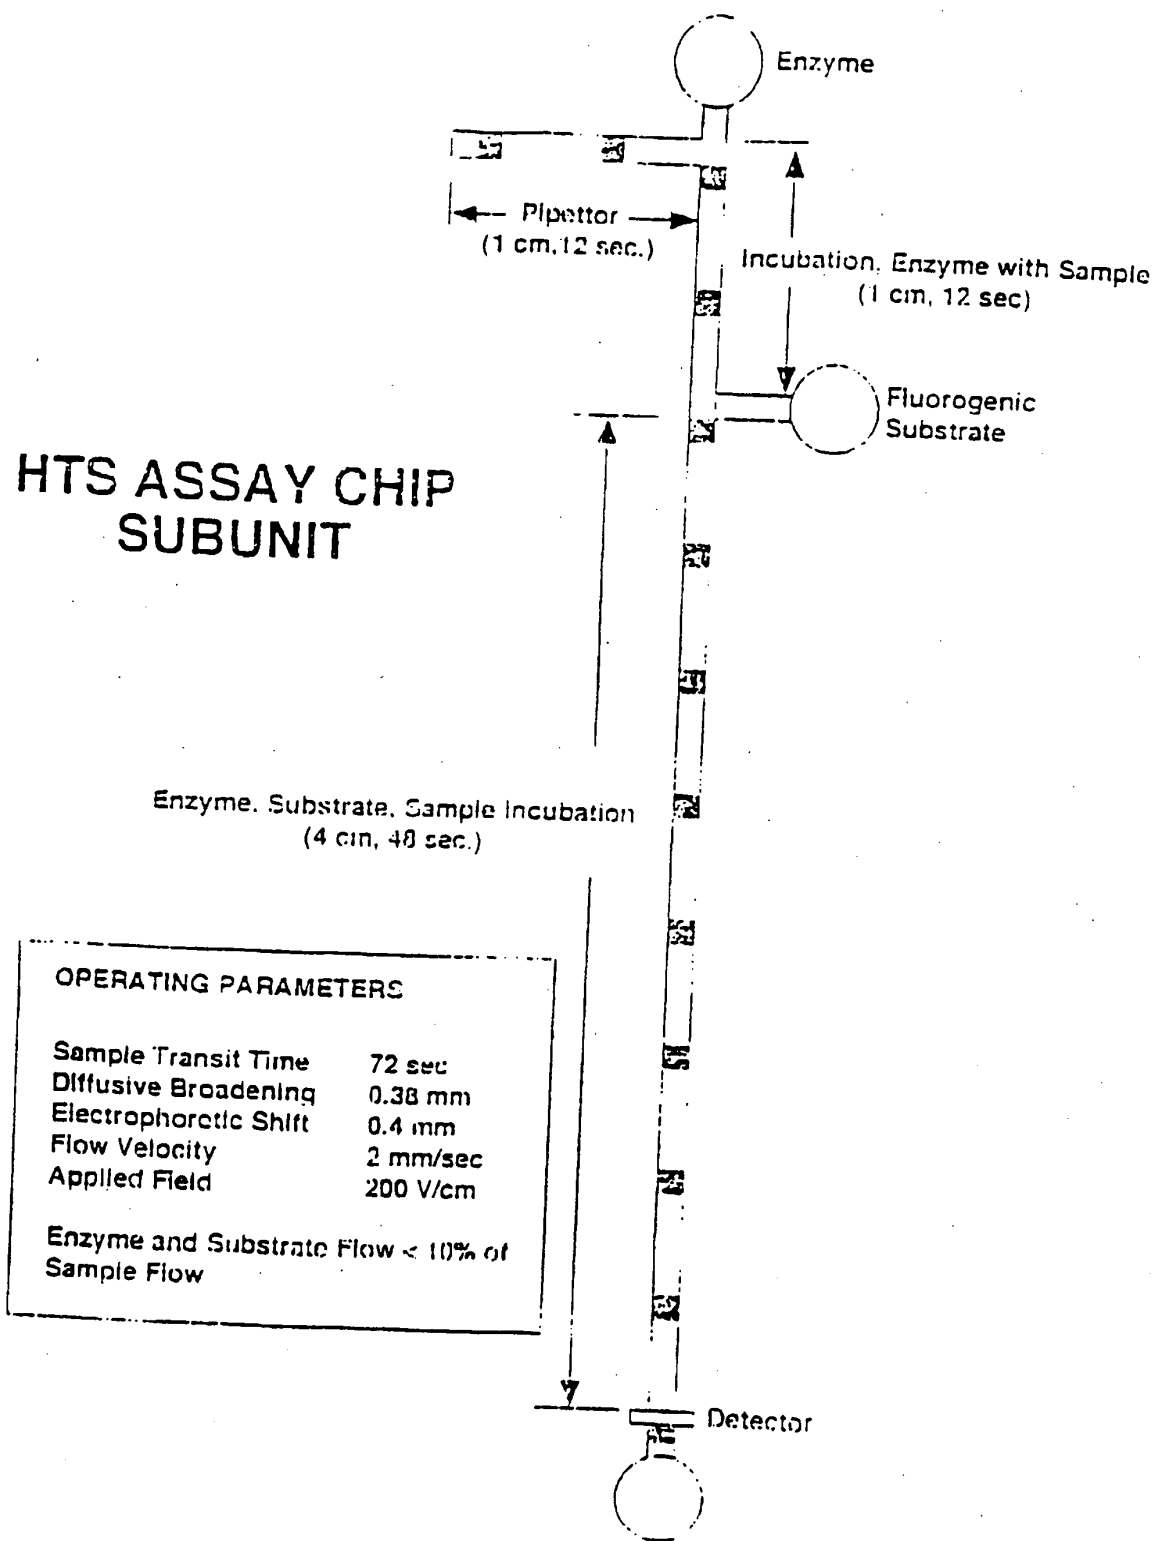 Enzyme
Pipettor
(1 cm,12 sec.)
Incubation, Enzyme with Sample
(1 cm, 12 sec)
Fluorogenic
Substrate
HTS ASSAY CHIP
SUBUNIT
Enzyme, Substrate, Sample Incubation
(4 cm, 48 sec.)
OPERATING PARAMETERS
Sample Transit Time 72 sec
Diffusive Broadening 0.38 mm
Electrophoretic Shift 0.4 mm
Flow Velocity 2 mm/sec
Applied Field 200 V/cm
Enzyme and Substrate Flow < 10% of
Sample Flow
Detector